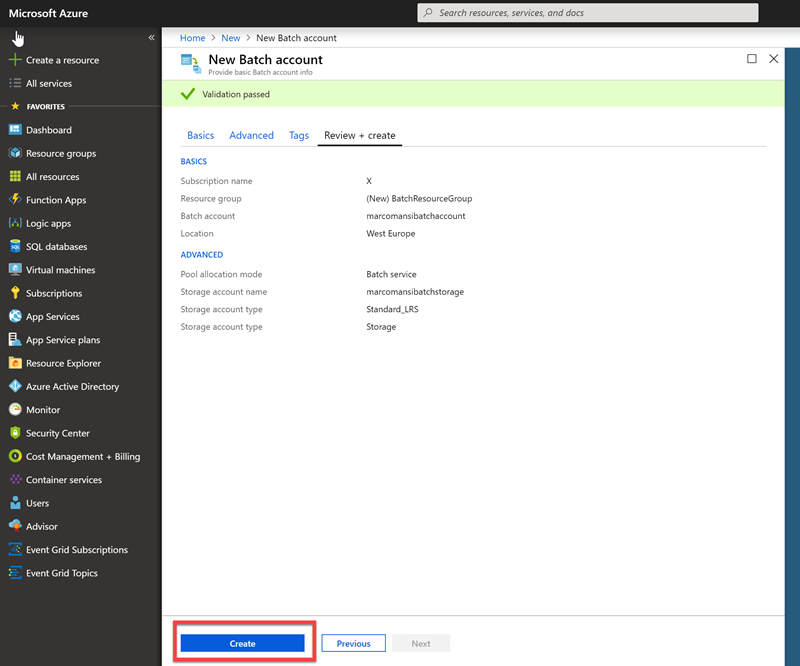 Microsoft Azure
Search resources, services, and docs
«
Create a resource
All services
FAVORITES
Dashboard
Resource groups
All resources
Function Apps
Logic apps
SQL databases
Virtual machines
Subscriptions
App Services
App Service plans
Resource Explorer
Azure Active Directory
Monitor
Security Center
Cost Management + Billing
Container services
Users
Advisor
Event Grid Subscriptions
Event Grid Topics
Home > New > New Batch account
New Batch account
Provide basic Batch account info
Validation passed
Basics Advanced Tags Review + create
BASICS
Subscription name X
Resource group (New) BatchResourceGroup
Batch account marcomansibatchaccount
Location West Europe
ADVANCED
Pool allocation mode Batch service
Storage account name marcomansibatchstorage
Storage account type Standard_LRS
Storage account type Storage
Create Previous Next